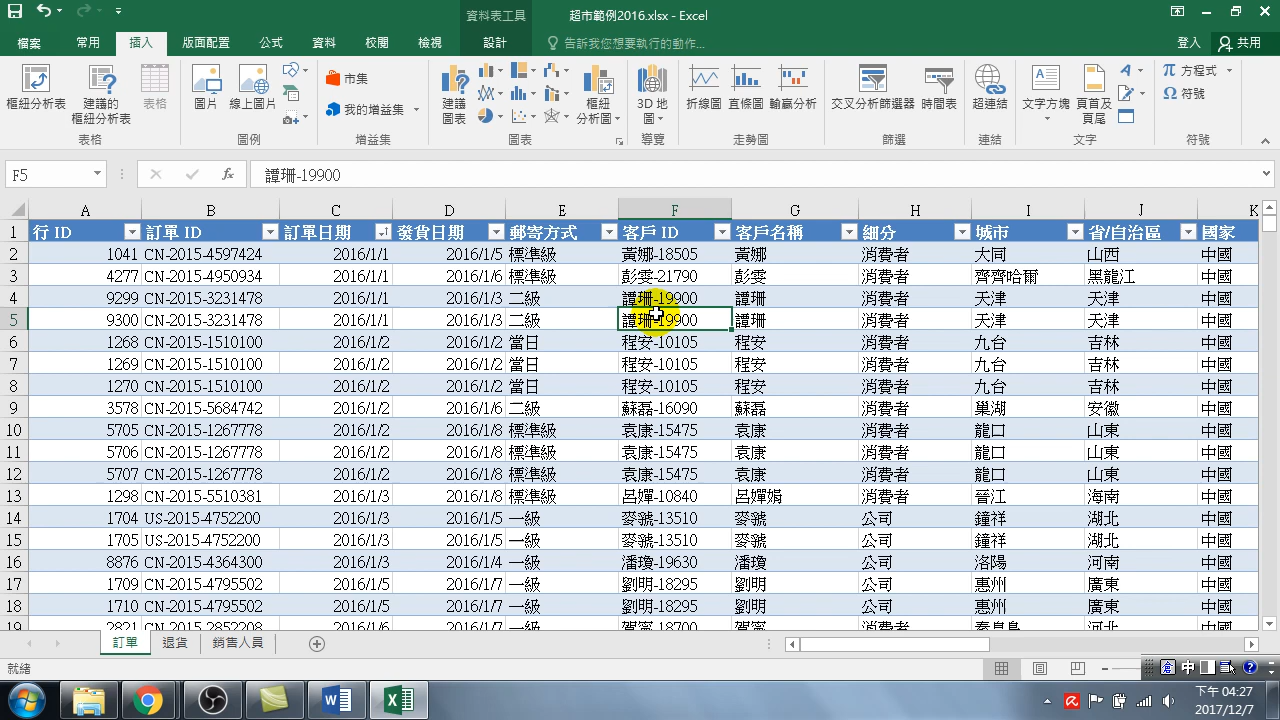 資料表工具
超市範例2016.xlsx - Excel
檔案 常用 插入 版面配置 公式 資料 校閱 檢視 設計 告訴我您想要執行的動作... 登入 共用
樞紐分析表 建議的 樞紐分析表 表格
圖片 線上圖片
市集
我的增益集
建議 圖表
樞紐 分析圖
3D 地 圖
折線圖 直條圖 輸贏分析
交叉分析篩選器 時間表
超連結
文字方塊 頁首及 頁尾
方程式
符號
表格 圖例 增益集 圖表 導覽 走勢圖 篩選 連結 文字 符號
F5 fx 譚珊-19900
A B C D E F G H I J K
1 行 ID 訂單 ID 訂單日期 發貨日期 郵寄方式 客戶 ID 客戶名稱 細分 城市 省/自治區 國家
2 1041 CN-2015-4597424 2016/1/1 2016/1/5 標準級 黃娜-18505 黃娜 消費者 大同 山西 中國
3 4277 CN-2015-4950934 2016/1/1 2016/1/6 標準級 彭雯-21790 彭雯 消費者 齊齊哈爾 黑龍江 中國
4 9299 CN-2015-3231478 2016/1/1 2016/1/3 二級 譚珊-19900 譚珊 消費者 天津 天津 中國
5 9300 CN-2015-3231478 2016/1/1 2016/1/3 二級 譚珊-19900 譚珊 消費者 天津 天津 中國
6 1268 CN-2015-1510100 2016/1/2 2016/1/2 當日 程安-10105 程安 消費者 九台 吉林 中國
7 1269 CN-2015-1510100 2016/1/2 2016/1/2 當日 程安-10105 程安 消費者 九台 吉林 中國
8 1270 CN-2015-1510100 2016/1/2 2016/1/2 當日 程安-10105 程安 消費者 九台 吉林 中國
9 3578 CN-2015-5684742 2016/1/2 2016/1/6 二級 蘇磊-16090 蘇磊 消費者 巢湖 安徽 中國
10 5705 CN-2015-1267778 2016/1/2 2016/1/8 標準級 袁康-15475 袁康 消費者 龍口 山東 中國
11 5706 CN-2015-1267778 2016/1/2 2016/1/8 標準級 袁康-15475 袁康 消費者 龍口 山東 中國
12 5707 CN-2015-1267778 2016/1/2 2016/1/8 標準級 袁康-15475 袁康 消費者 龍口 山東 中國
13 1298 CN-2015-5510381 2016/1/3 2016/1/8 標準級 呂嬋-10840 呂嬋娟 消費者 晉江 海南 中國
14 1704 US-2015-4752200 2016/1/3 2016/1/5 一級 麥號-13510 麥號 公司 鐘祥 湖北 中國
15 1705 US-2015-4752200 2016/1/3 2016/1/5 一級 麥號-13510 麥號 公司 鐘祥 湖北 中國
16 8876 CN-2015-4364300 2016/1/3 2016/1/4 一級 潘瓊-19630 潘瓊 公司 洛陽 河南 中國
17 1709 CN-2015-4795502 2016/1/5 2016/1/7 一級 劉明-18295 劉明 公司 惠州 廣東 中國
18 1710 CN-2015-4795502 2016/1/5 2016/1/7 一級 劉明-18295 劉明 公司 惠州 廣東 中國
19 2821 CN-2015-2852208 2016/1/6 2016/1/7 一級 賀寧-18700 賀寧 公司 秦皇島 河北 中國
訂單 退貨 銷售人員
就緒
中
下午 04:27
2017/12/7